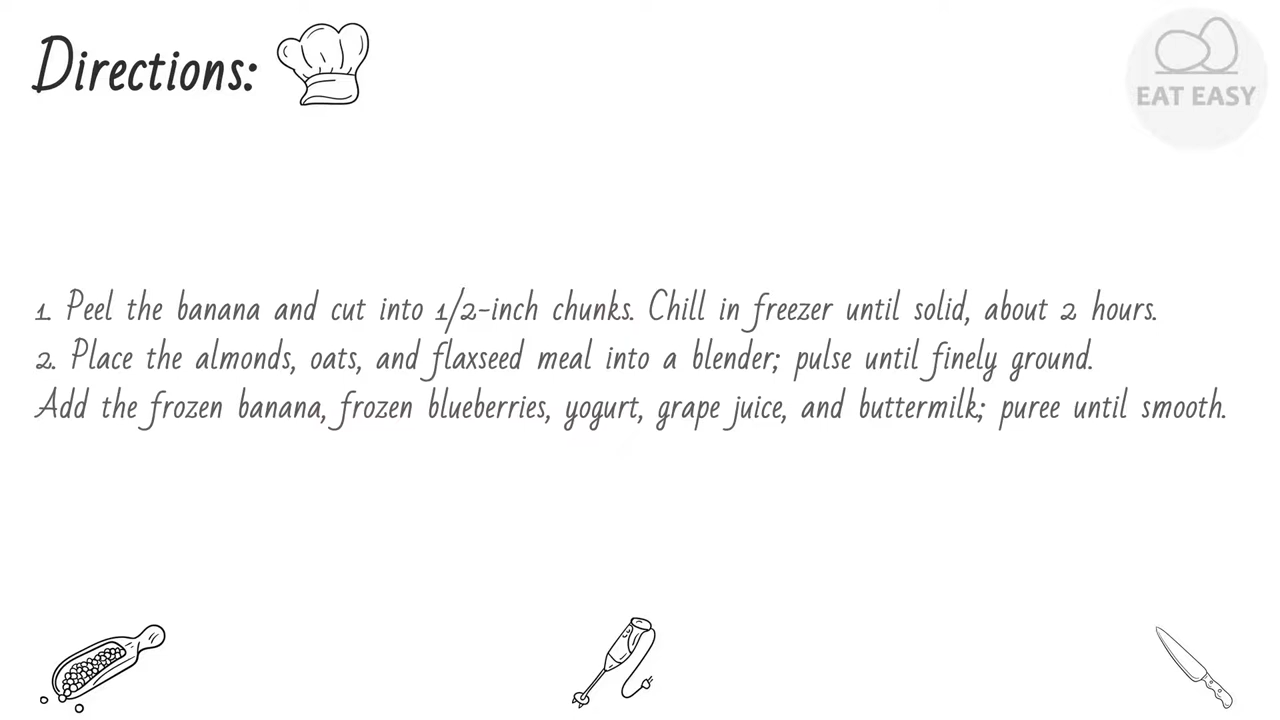 Directions:
EAT EASY
1. Peel the banana and cut into 1/2-inch chunks. Chill in freezer until solid, about 2 hours.
2. Place the almonds, oats, and flaxseed meal into a blender; pulse until finely ground.
Add the frozen banana, frozen blueberries, yogurt, grape juice, and buttermilk; puree until smooth.